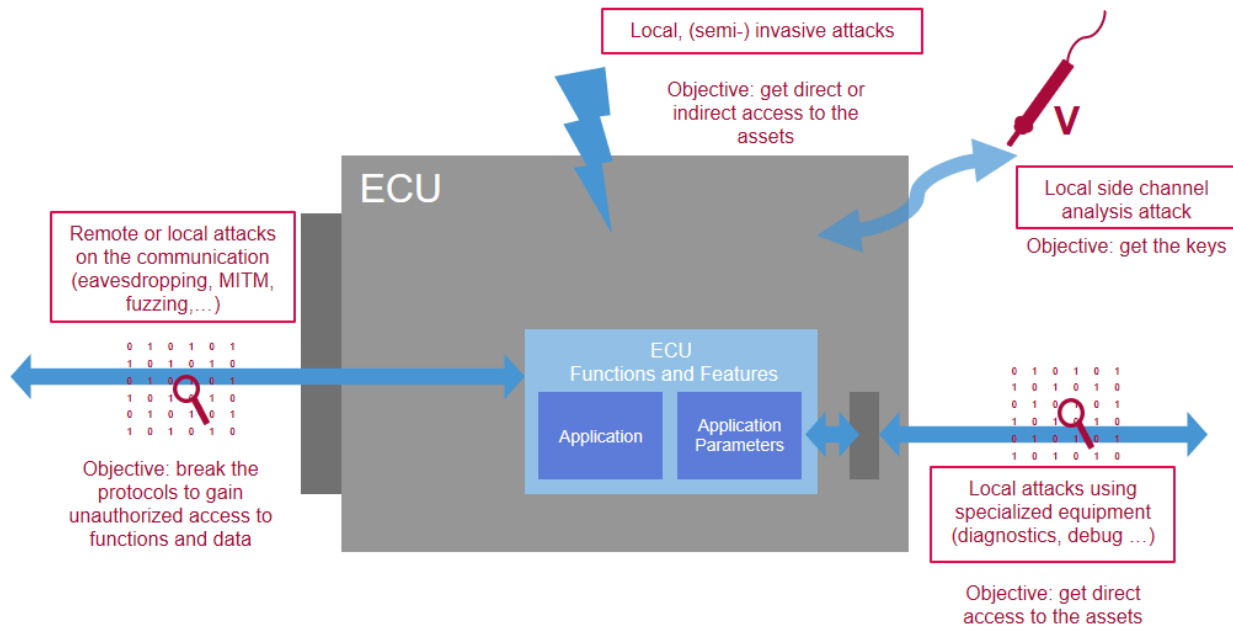 Local, (semi-) invasive attacks
Objective: get direct or
indirect access to the
assets
V
ECU
Local side channel
analysis attack
Objective: get the keys
Remote or local attacks
on the communication
(eavesdropping, MITM,
fuzzing,…)
0 1 0 1 0 1
1 0 1 0 1 0
0 1 0 1 0 1
1 0 1 0 1 0
0 1 0 1 0 1
1 0 1 0 1 0
Objective: break the
protocols to gain
unauthorized access to
functions and data
ECU
Functions and Features
Application
Application
Parameters
0 1 0 1 0 1
1 0 1 0 1 0
0 1 0 1 0 1
1 0 1 0 1 0
0 1 0 1 0 1
1 0 1 0 1 0
Local attacks using
specialized equipment
(diagnostics, debug …)
Objective: get direct
access to the assets